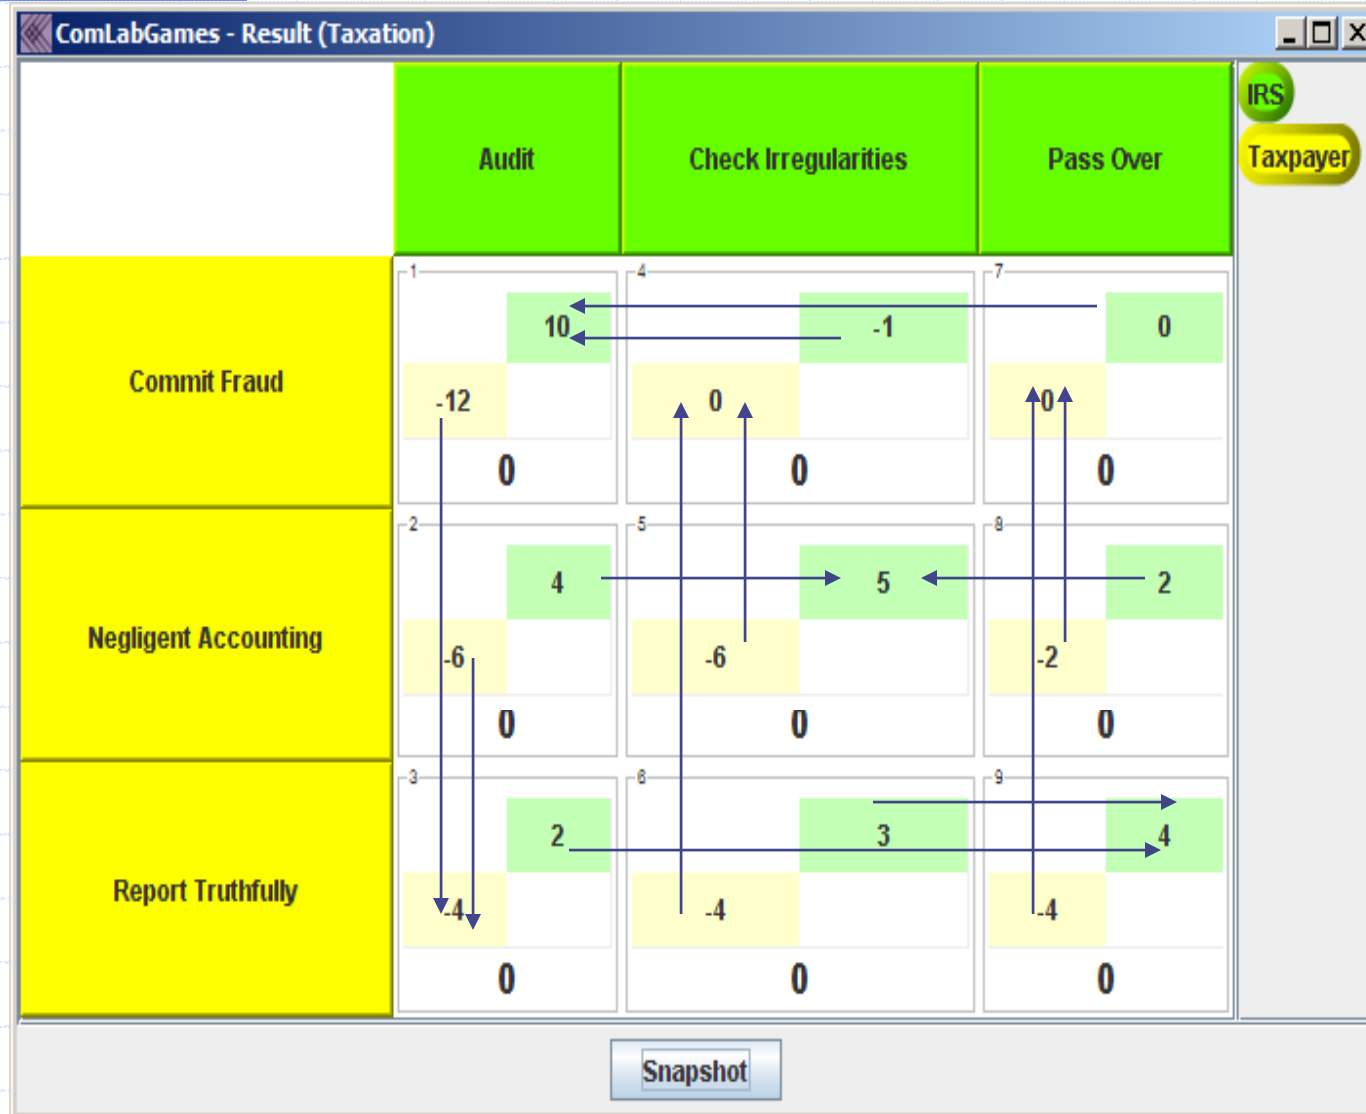 ComLabGames - Result (Taxation)
IRS
Taxpayer
Audit Check Irregularities Pass Over
1 4 7
10 -1 0
Commit Fraud
-12 0 0
0 0 0
2 5 8
4 5 2
Negligent Accounting
-6 -6 -2
0 0 0
3 6 9
2 3 4
Report Truthfully
-4 -4 -4
0 0 0
Snapshot